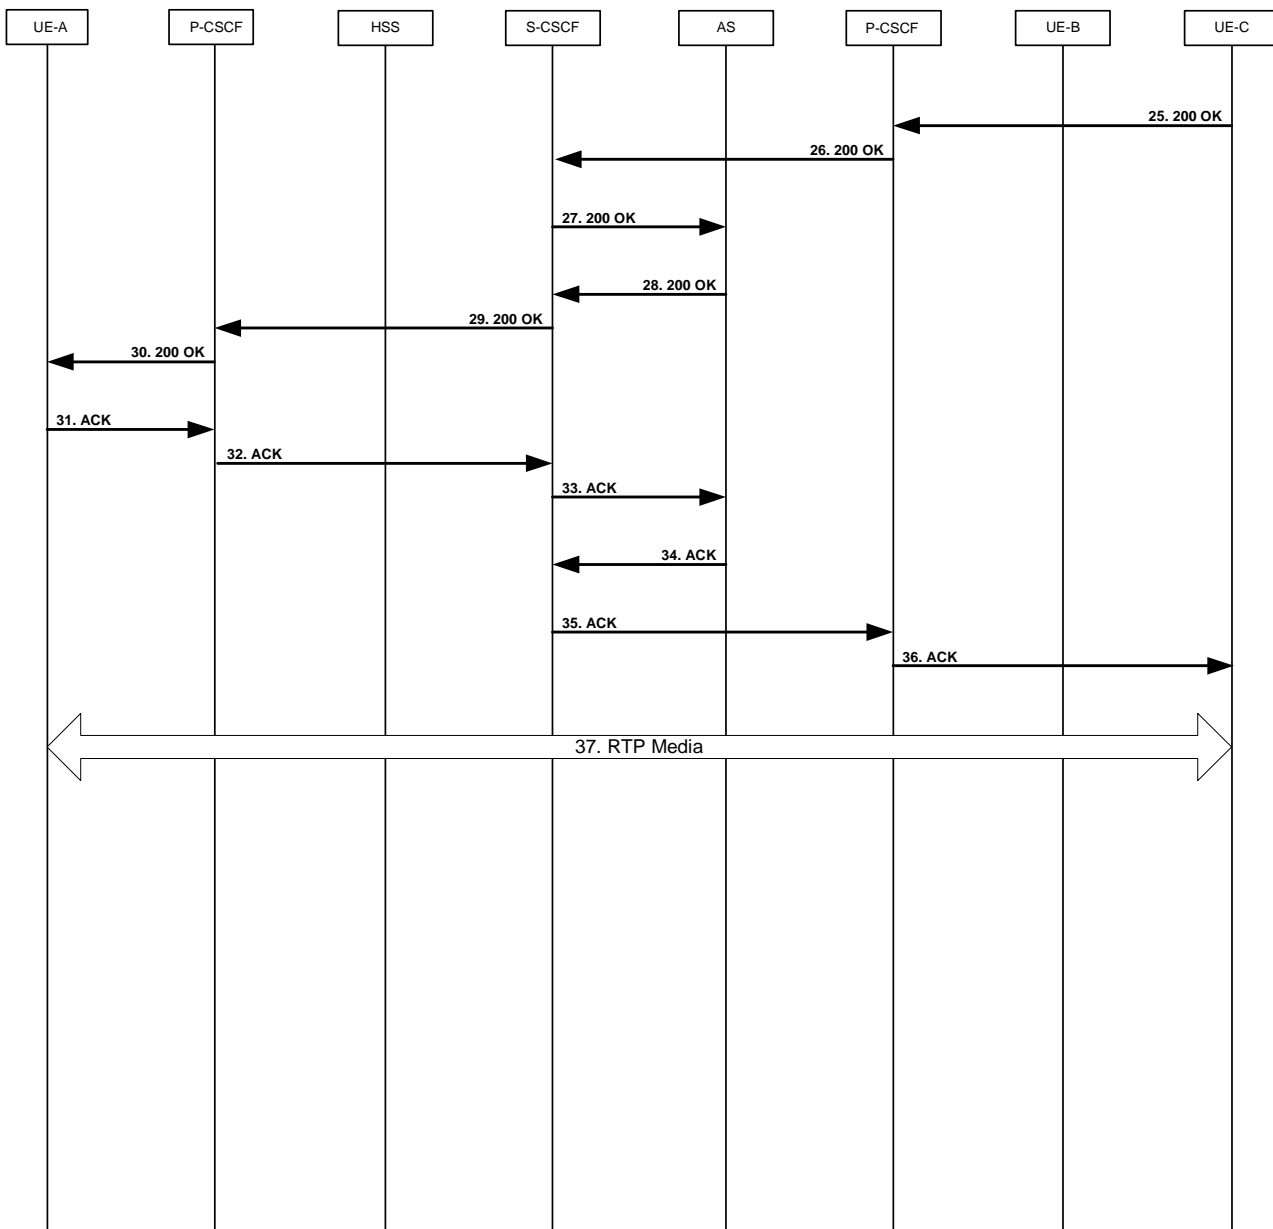 UE-A
P-CSCF
HSS
S-CSCF
AS
P-CSCF
UE-B
UE-C
25. 200 OK
26. 200 OK
27. 200 OK
28. 200 OK
29. 200 OK
30. 200 OK
31. ACK
32. ACK
33. ACK
34. ACK
35. ACK
36. ACK
37. RTP Media